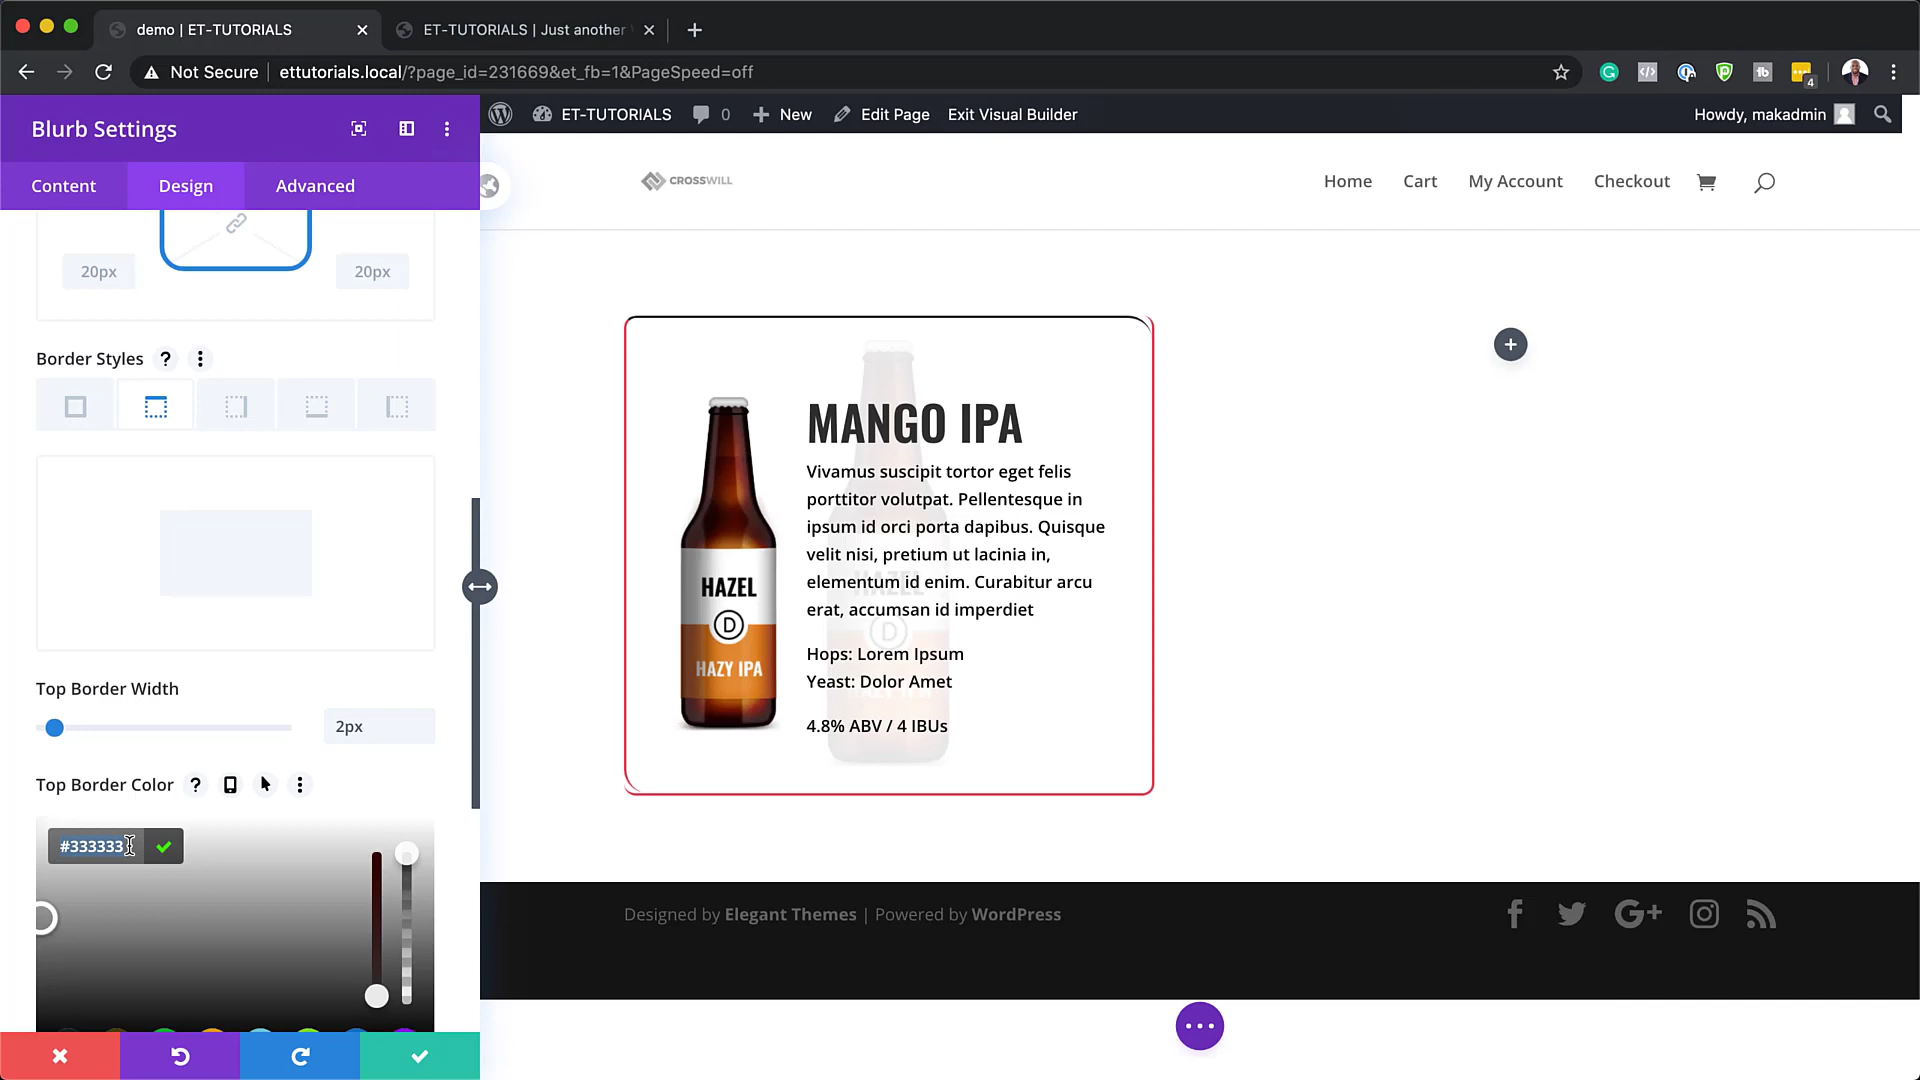 demo | ET-TUTORIALS
ET-TUTORIALS | Just another
Not Secure
ettutorials.local/?page_id=231669&et_fb=1&PageSpeed=off
4
Blurb Settings
ET-TUTORIALS
0
New
Edit Page
Exit Visual Builder
Howdy, makadmin
Content
Design
Advanced
CROSSWILL
Home
Cart
My Account
Checkout
20px
20px
Border Styles
?
MANGO IPA
Vivamus suscipit tortor eget felis
porttitor volutpat. Pellentesque in
ipsum id orci porta dapibus. Quisque
velit nisi, pretium ut lacinia in,
elementum id enim. Curabitur arcu
erat, accumsan id imperdiet
Hops: Lorem Ipsum
Yeast: Dolor Amet
4.8% ABV / 4 IBUs
HAZEL
D
HAZY IPA
HAZEL
D
Top Border Width
2px
Top Border Color
?
#333333
Designed by Elegant Themes | Powered by WordPress